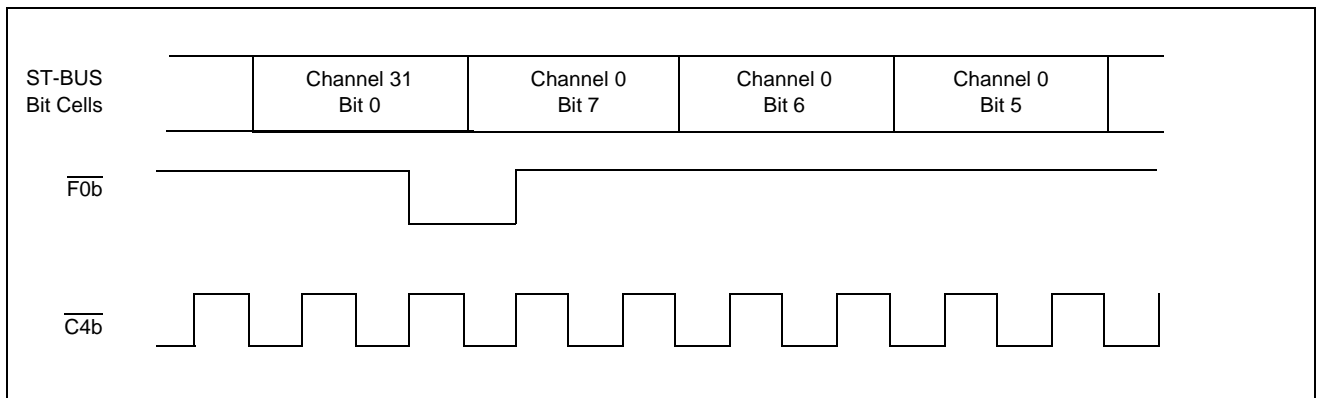 ST-BUS
Bit Cells
Channel 31
Bit 0
Channel 0
Bit 7
Channel 0
Bit 6
Channel 0
Bit 5
F0b
C4b